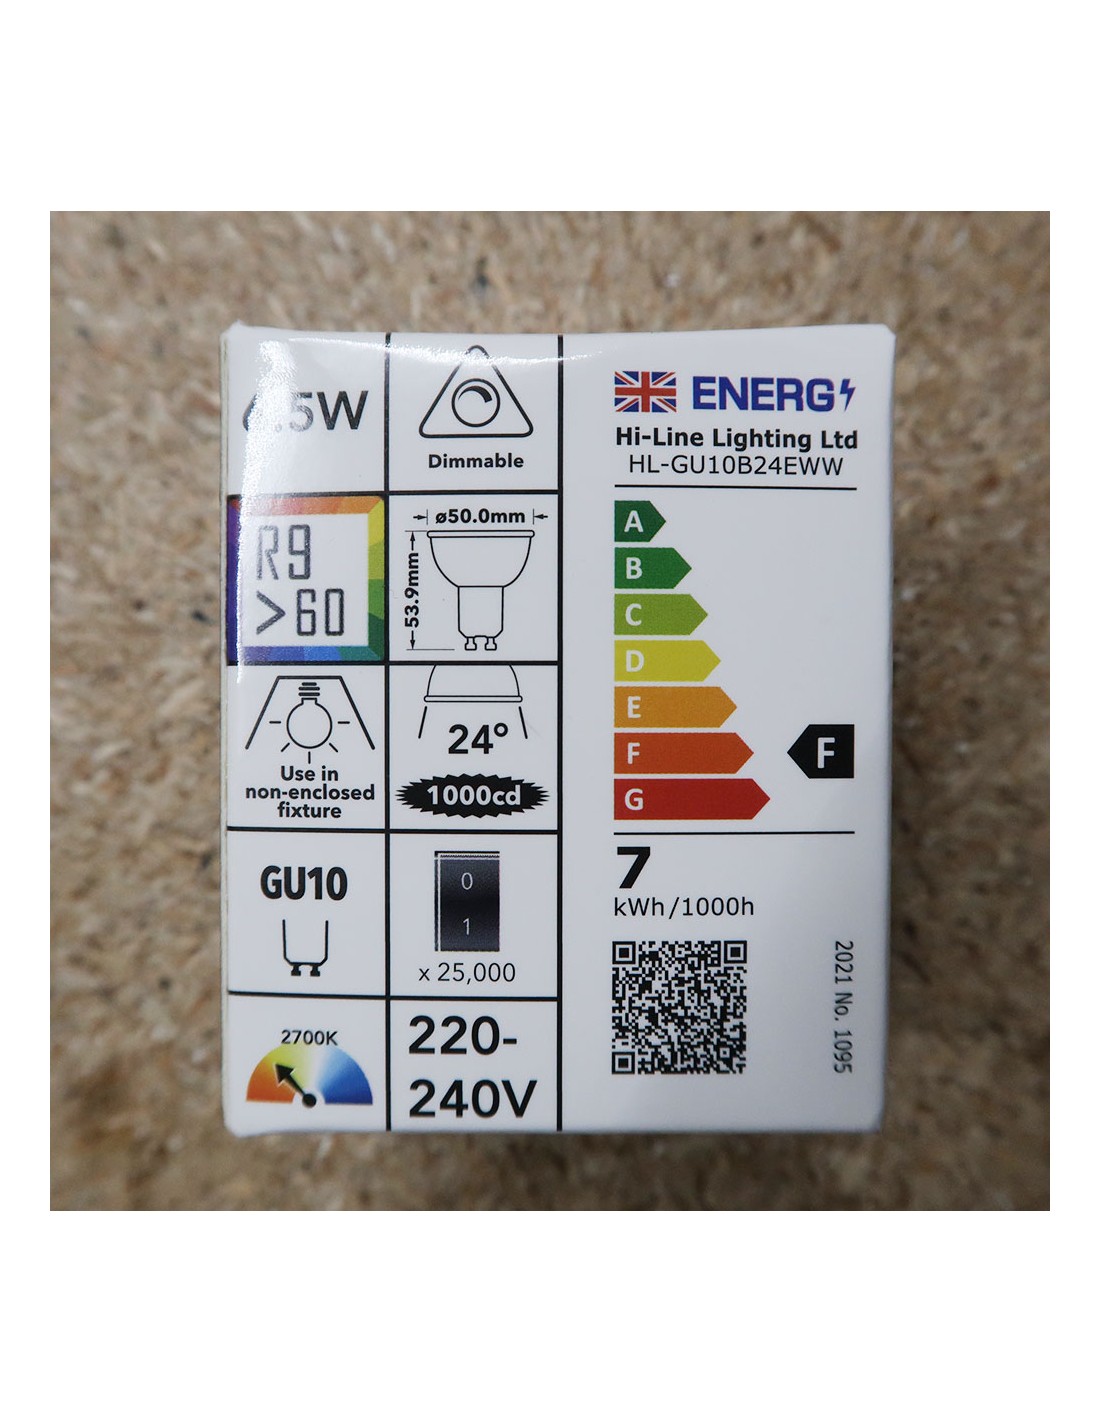 Dimmable
R9
>60
ø50.0mm
53.9mm
Use in
non-enclosed
fixture
24°
1000cd
GU10
0
1
x 25,000
2700K
220-
240V
ENERG
Hi-Line Lighting Ltd
HL-GU10B24EWW
A
B
C
D
E
F
G
F
7
kWh/1000h
2021 No. 1095